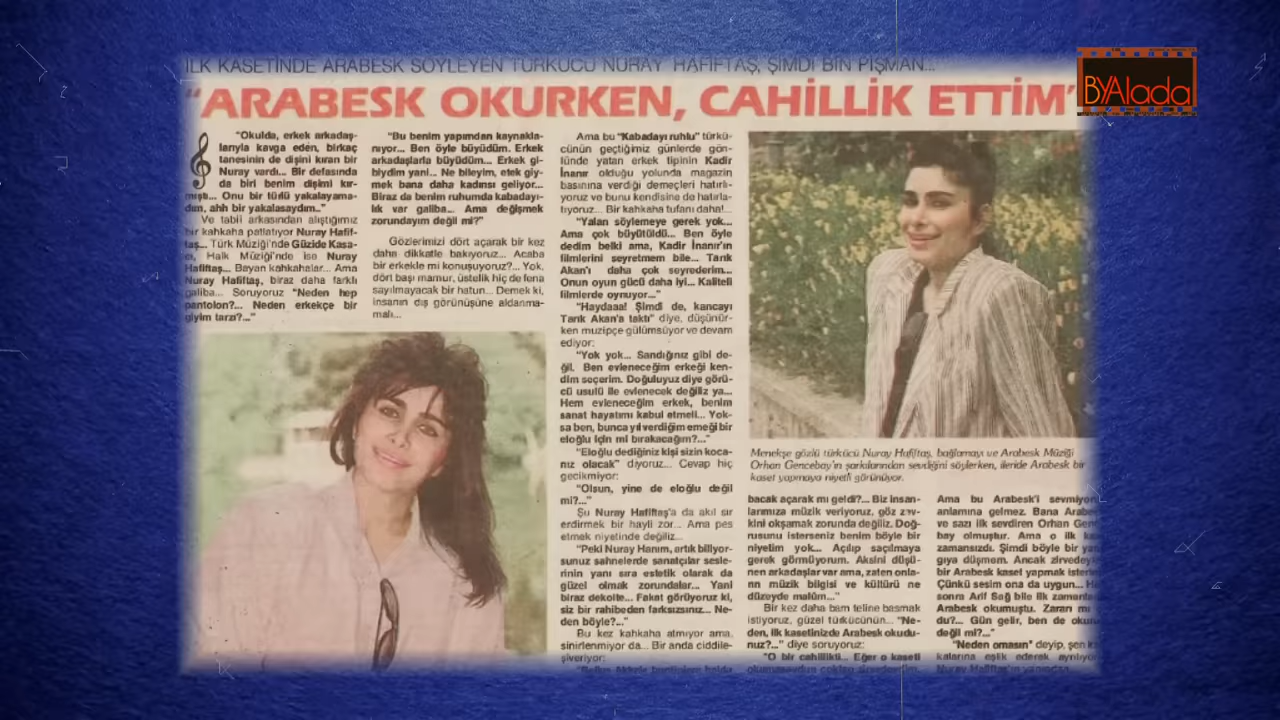 İLK KASETİNDE ARABESK SÖYLEYEN TÜRKÜCÜ NURAY HAFİFTAŞ, ŞİMDİ BİN PİŞMAN...
"ARABESK OKURKEN, CAHİLLİK ETTİM"
BYAlada
"Okulda, erkek arkadaş-
larıyla kavga eden, birkaç
tanesinin de dişini kıran bir
Nuray vardı... Bir defasında
da biri benim dişimi kır-
mıştı... Onu bir türlü yakalayama-
dım, ahh bir yakalasaydım.."
Ve tabii arkasından alıştığımız
bir kahkaha patlatıyor Nuray Hafif-
taş... Türk Müziği'nde Güzide Kasa-
cı, Halk Müziği'nde ise Nuray
Hafiftaş... Bayan kahkahalar... Ama
Nuray Hafiftaş, biraz daha farklı
galiba... Soruyoruz "Neden hep
pantolon?... Neden erkekçe bir
giyim tarzı?..."
"Bu benim yapımdan kaynakla-
nıyor... Ben öyle büyüdüm. Erkek
arkadaşlarla büyüdüm... Erkek gi-
biydim yani... Ne bileyim, etek giy-
mek bana daha kadınsı geliyor...
Biraz da benim ruhumda kabadayı-
lık var galiba... Ama değişmek
zorundayım değil mi?"
Gözlerimizi dört açarak bir kez
daha dikkatle bakıyoruz... Acaba
bir erkekle mi konuşuyoruz?... Yok,
dört başı mamur, üstelik hiç de fena
sayılmayacak bir hatun... Demek ki,
insanın dış görünüşüne aldanma-
malı...
Ama bu "Kabadayı ruhlu" türkü-
cünün geçtiğimiz günlerde gön-
lünde yatan erkek tipinin Kadir
İnanır olduğu yolunda magazin
basınına verdiği demeçleri hatırlı-
yoruz ve bunu kendisine de hatırla-
tıyoruz... Bir kahkaha tufanı daha!...
"Yalan söylemeye gerek yok...
Ama çok büyütüldü... Ben öyle
dedim belki ama, Kadir İnanır'ın
filmlerini seyretmem bile... Tarık
Akan'ı daha çok seyrederim...
Onun oyun gücü daha iyi... Kaliteli
filmlerde oynuyor..."
"Haydaaa! Şimdi de, kancayı
Tarık Akan'a taktı" diye, düşünür-
ken muzipçe gülümsüyor ve devam
ediyor:
"Yok yok... Sandığınız gibi de-
ğil. Ben evleneceğim erkeği ken-
dim seçerim. Doğuluyuz diye görü-
cü usulü ile evlenecek değiliz ya...
Hem evleneceğim erkek, benim
sanat hayatımı kabul etmeli... Yok-
sa ben, bunca yıl verdiğim emeği bir
eloğlu için mi bırakacağım?..."
"Eloğlu dediğiniz kişi sizin koca-
nız olacak" diyoruz... Cevap hiç
gecikmiyor:
"Olsun, yine de eloğlu değil
mi?..."
Şu Nuray Hafiftaş'a da akıl sır
erdirmek bir hayli zor... Ama pes
etmek niyetinde değiliz...
"Peki Nuray Hanım, artık biliyor-
sunuz sahnelerde sanatçılar sesle-
rinin yanı sıra estetik olarak da
güzel olmak zorundalar... Yani
biraz dekolte... Fakat görüyoruz ki,
siz bir rahibeden farksızsınız... Ne-
den böyle?..."
Bu kez kahkaha atmıyor ama,
sinirlenmiyor da... Bir anda ciddile-
şiveriyor:
Menekşe gözlü türkücü Nuray Hafiftaş, bağlamayı ve Arabesk Müziği
Orhan Gencebay'ın şarkılarından sevdiğini söylerken, ileride Arabesk bir
kaset yapmaya niyetli görünüyor.
bacak açarak mı geldi?... Biz insan-
larımıza müzik veriyoruz, göz zev-
kini okşamak zorunda değiliz. Doğ-
rusunu isterseniz benim böyle bir
niyetim yok... Açılıp saçılmaya
gerek görmüyorum. Aksini düşü-
nen arkadaşlar var ama, zaten onla-
rın müzik bilgisi ve kültürü ne
düzeyde malûm..."
Bir kez daha bam teline basmak
istiyoruz, güzel türkücünün... "Ne-
den, ilk kasetinizde Arabesk okudu-
nuz?..." diye soruyoruz:
"O bir cahillikti... Eğer o kaseti
Ama bu Arabesk'i sevmiyor
anlamına gelmez. Bana Arabe
ve sazı ilk sevdiren Orhan Gen
bay olmuştur. Ama o ilk ka
zamansızdı. Şimdi böyle bir yan
gıya düşmem. Ancak zirvedey
bir Arabesk kaset yapmak isteri
Çünkü sesim ona da uygun... H
sonra Arif Sağ bile ilk zamanla
Arabesk okumuştu. Zararı mı
du?... Gün gelir, ben de okur
değil mi?..."
"Neden omasın" deyip, şen k
kalarına eşlik ederek ayrılıyo